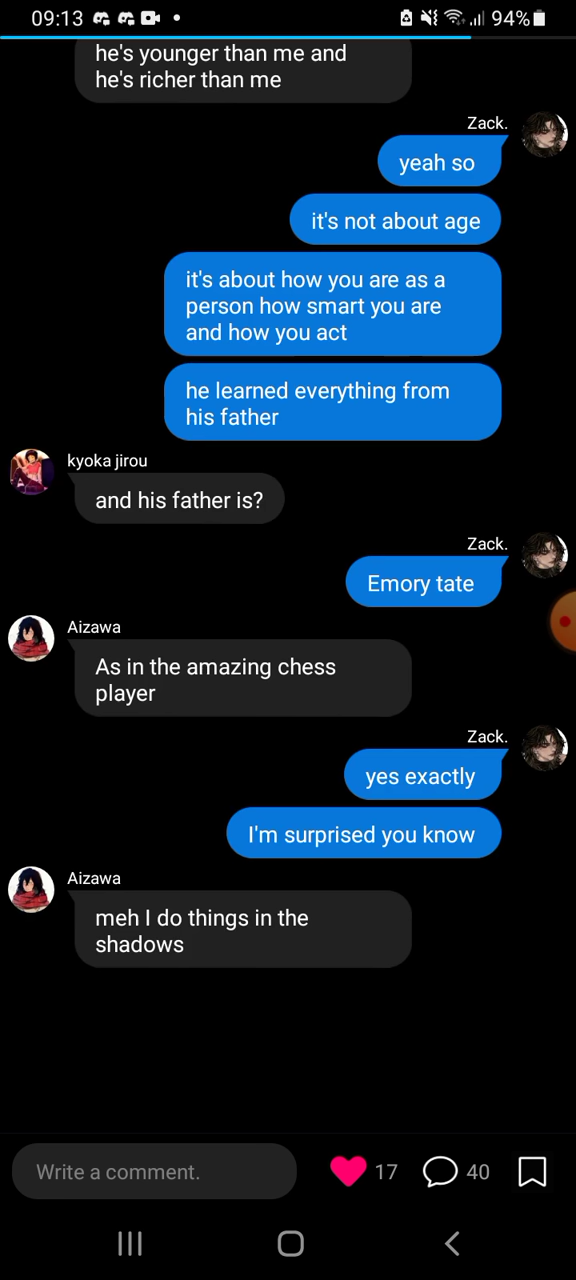 09:13
94%
he's younger than me and
he's richer than me
Zack.
yeah so
it's not about age
it's about how you are as a
person how smart you are
and how you act
he learned everything from
his father
kyoka jirou
and his father is?
Zack.
Emory tate
Aizawa
As in the amazing chess
player
Zack.
yes exactly
I'm surprised you know
Aizawa
meh I do things in the
shadows
Write a comment.
17
40